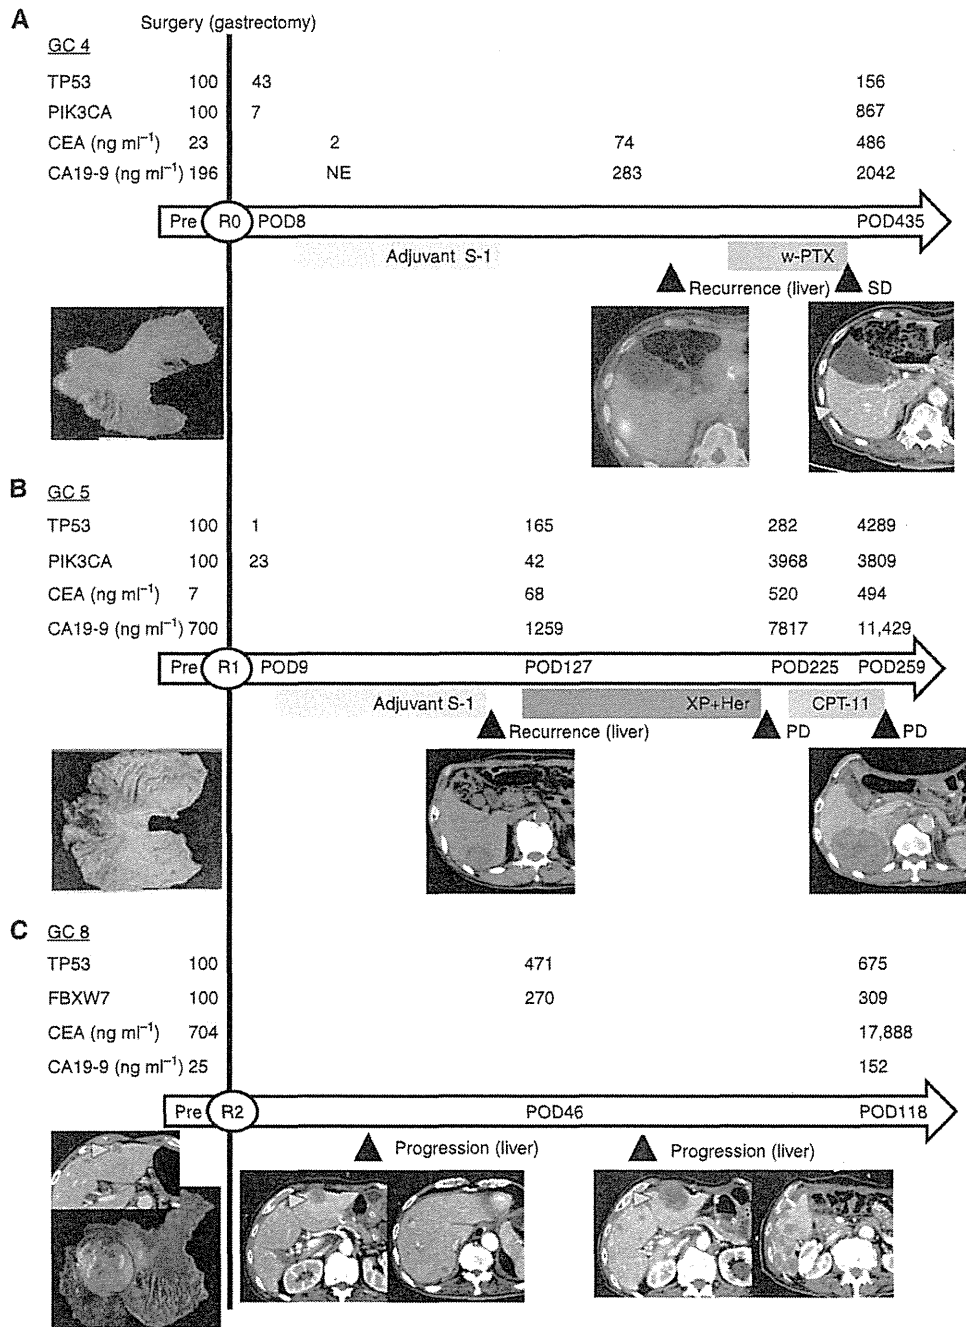 A
Surgery (gastrectomy)
GC 4
TP53 100 43 156
PIK3CA 100 7 867
CEA (ng ml⁻¹) 23 2 74 486
CA19-9 (ng ml⁻¹) 196 NE 283 2042
Pre R0 POD8 POD435
Adjuvant S-1 w-PTX
Recurrence (liver) SD
B
GC 5
TP53 100 1 165 282 4289
PIK3CA 100 23 42 3968 3809
CEA (ng ml⁻¹) 7 68 520 494
CA19-9 (ng ml⁻¹) 700 1259 7817 11,429
Pre R1 POD9 POD127 POD225 POD259
Adjuvant S-1 XP+Her CPT-11
Recurrence (liver) PD PD
C
GC 8
TP53 100 471 675
FBXW7 100 270 309
CEA (ng ml⁻¹) 704 17,888
CA19-9 (ng ml⁻¹) 25 152
Pre R2 POD46 POD118
Progression (liver) Progression (liver)